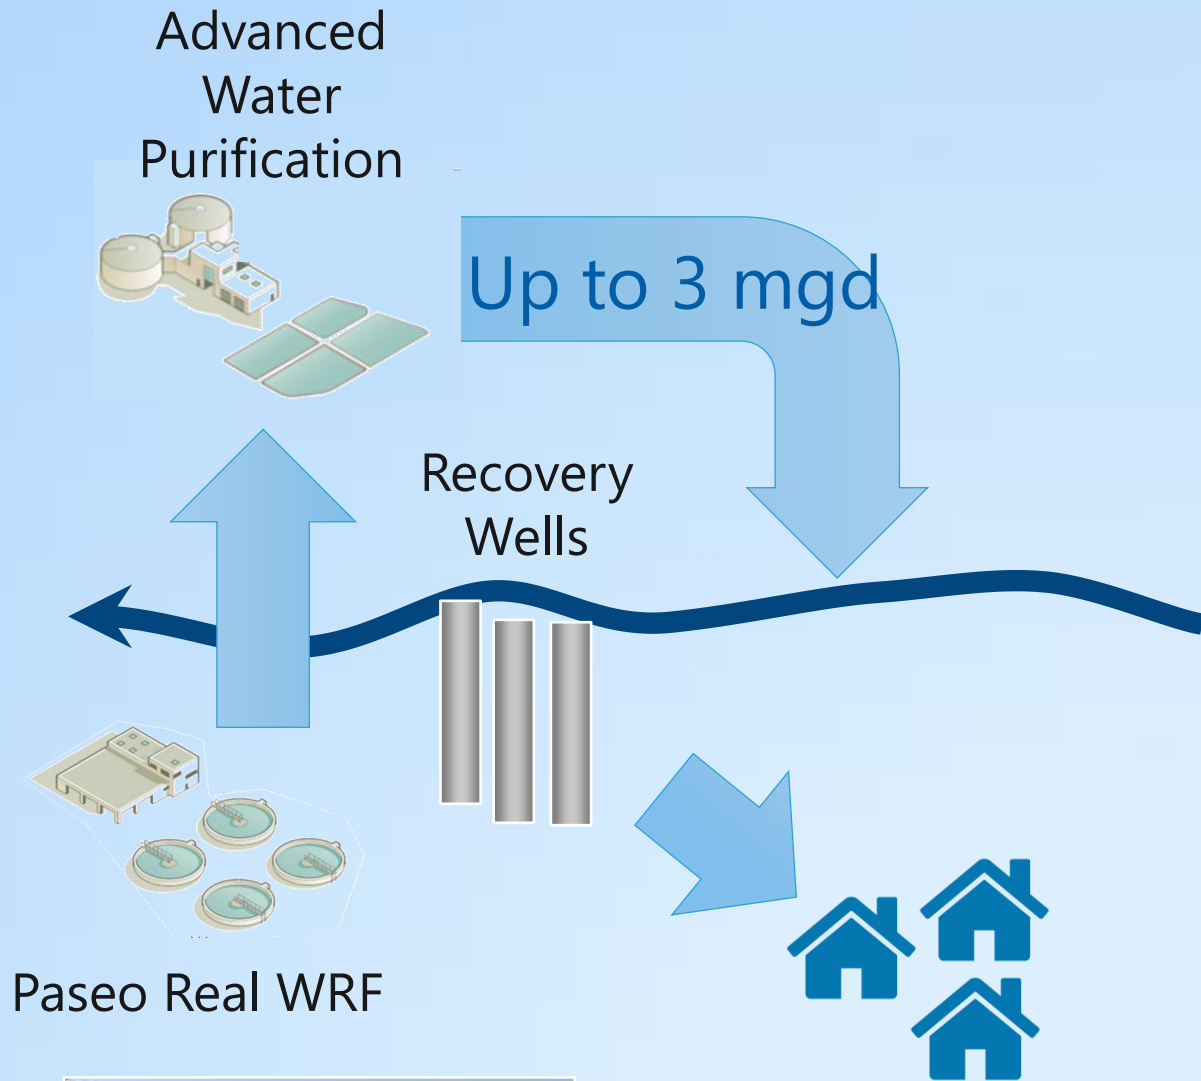 Advanced
Water
Purification
Up to 3 mgd
Recovery
Wells
Paseo Real WRF